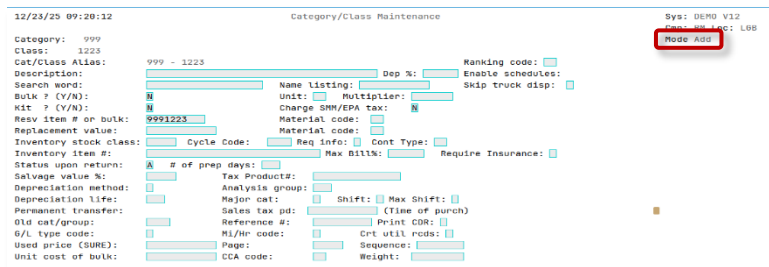 12/23/25 09:20:12 Category/Class Maintenance Sys: DEMO V12
Cmp: RM Loc: LGB
Category: 999 Mode Add
Class: 1223
Cat/Class Alias: 999 - 1223 Ranking code:
Description: Dep %: Enable schedules:
Search word: Name listing: Skip truck disp:
Bulk ? (Y/N): N Unit: Multiplier:
Kit ? (Y/N): N Charge SMM/EPA tax: N
Resv item # or bulk: 9991223 Material code:
Replacement value: Material code:
Inventory stock class: Cycle Code: Req info: Cont Type:
Inventory item #: Max Bill%: Require Insurance:
Status upon return: A # of prep days:
Salvage value %: Tax Product#:
Depreciation method: Analysis group:
Depreciation life: Major cat: Shift: Max Shift:
Permanent transfer: Sales tax pd: (Time of purch)
Old cat/group: Reference #: Print CDR:
G/L type code: Mi/Hr code: Crt util rcds:
Used price (SURE): Page: Sequence:
Unit cost of bulk: CCA code: Weight: